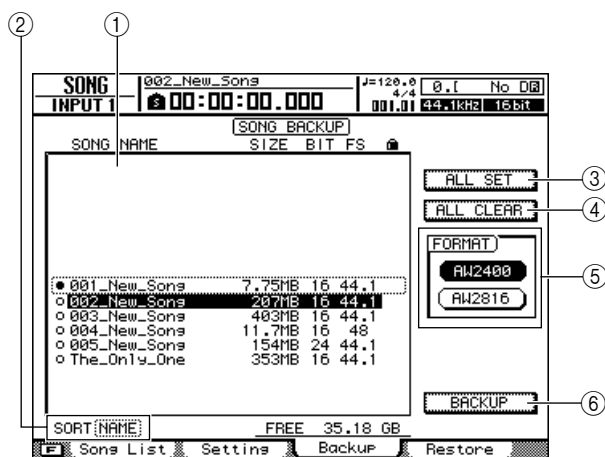 ② ①
SONG 002_New_Song ♩=120.0 0.[ No D
INPUT 1 00:00:00.000 4/4 001.01 44.1kHz 16bit
SONG BACKUP
SONG NAME SIZE BIT FS
ALL SET ③
ALL CLEAR ④
FORMAT
AW2400 ⑤
AW2816
● 001_New_Song 7.75MB 16 44.1
○ 002_New_Song 207MB 16 44.1
○ 003_New_Song 403MB 16 44.1
○ 004_New_Song 11.7MB 16 48
○ 005_New_Song 154MB 24 44.1
○ The_Only_One 353MB 16 44.1
BACKUP ⑥
SORT NAME FREE 35.18 GB
F Song List Setting Backup Restore